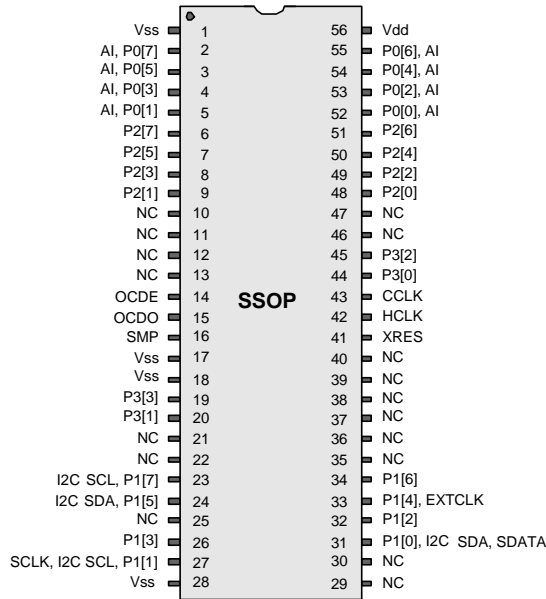 Vss 1 56 Vdd
AI, P0[7] 2 55 P0[6], AI
AI, P0[5] 3 54 P0[4], AI
AI, P0[3] 4 53 P0[2], AI
AI, P0[1] 5 52 P0[0], AI
P2[7] 6 51 P2[6]
P2[5] 7 50 P2[4]
P2[3] 8 49 P2[2]
P2[1] 9 48 P2[0]
NC 10 47 NC
NC 11 46 NC
NC 12 45 P3[2]
NC 13 44 P3[0]
OCDE 14 SSOP 43 CCLK
OCDO 15 42 HCLK
SMP 16 41 XRES
Vss 17 40 NC
Vss 18 39 NC
P3[3] 19 38 NC
P3[1] 20 37 NC
NC 21 36 NC
NC 22 35 NC
I2C SCL, P1[7] 23 34 P1[6]
I2C SDA, P1[5] 24 33 P1[4], EXTCLK
NC 25 32 P1[2]
P1[3] 26 31 P1[0], I2C SDA, SDATA
SCLK, I2C SCL, P1[1] 27 30 NC
Vss 28 29 NC